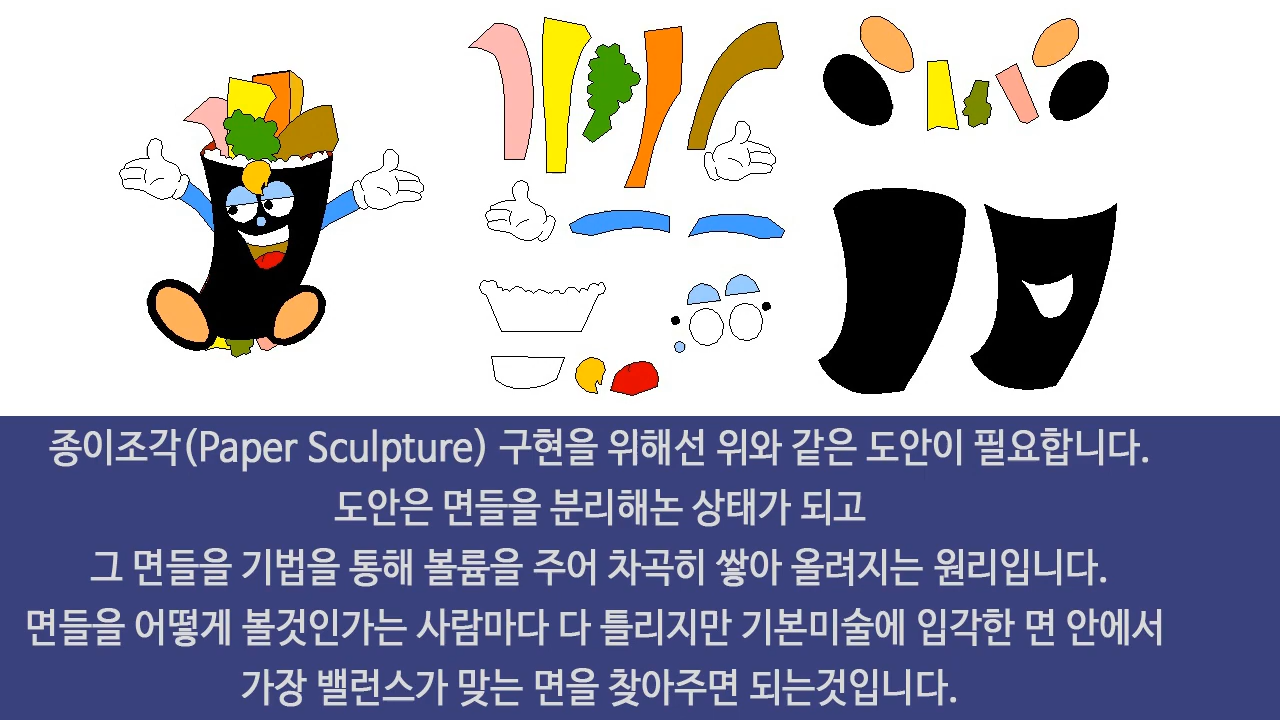 종이조각(Paper Sculpture) 구현을 위해선 위와 같은 도안이 필요합니다.
도안은 면들을 분리해논 상태가 되고
그 면들을 기법을 통해 볼륨을 주어 차곡히 쌓아 올려지는 원리입니다.
면들을 어떻게 볼것인가는 사람마다 다 틀리지만 기본미술에 입각한 면 안에서
가장 밸런스가 맞는 면을 찾아주면 되는것입니다.